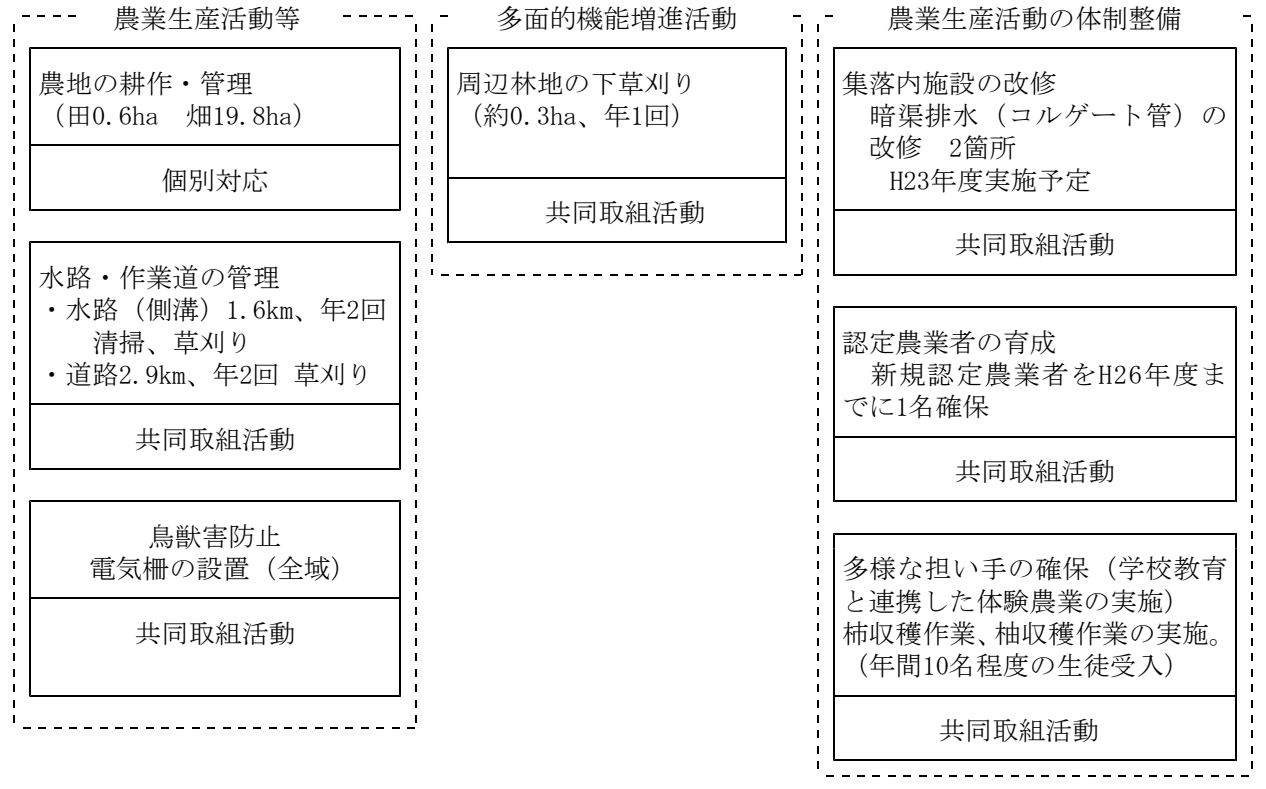 農業生産活動等
農地の耕作・管理
（田0.6ha　畑19.8ha）
個別対応
水路・作業道の管理
・水路（側溝）1.6km、年2回
清掃、草刈り
・道路2.9km、年2回 草刈り
共同取組活動
鳥獣害防止
電気柵の設置（全域）
共同取組活動
多面的機能増進活動
周辺林地の下草刈り
（約0.3ha、年1回）
共同取組活動
農業生産活動の体制整備
集落内施設の改修
暗渠排水（コルゲート管）の
改修　2箇所
H23年度実施予定
共同取組活動
認定農業者の育成
新規認定農業者をH26年度ま
でに1名確保
共同取組活動
多様な担い手の確保（学校教育
と連携した体験農業の実施）
柿収穫作業、柚収穫作業の実施。
（年間10名程度の生徒受入）
共同取組活動